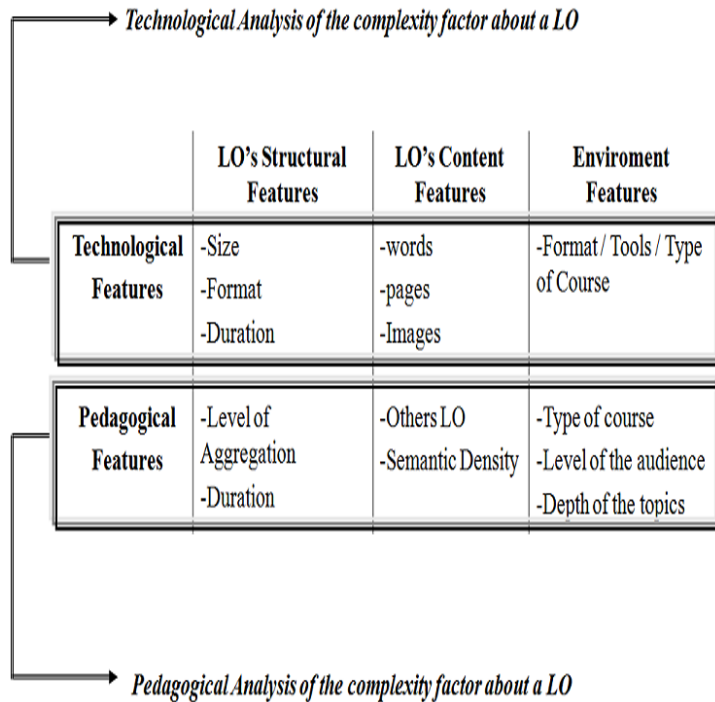 Technological Analysis of the complexity factor about a LO
LO's Structural Features
LO's Content Features
Enviroment Features
Technological Features
-Size
-Format
-Duration
-words
-pages
-Images
-Format / Tools / Type of Course
Pedagogical Features
-Level of Aggregation
-Duration
-Others LO
-Semantic Density
-Type of course
-Level of the audience
-Depth of the topics
Pedagogical Analysis of the complexity factor about a LO